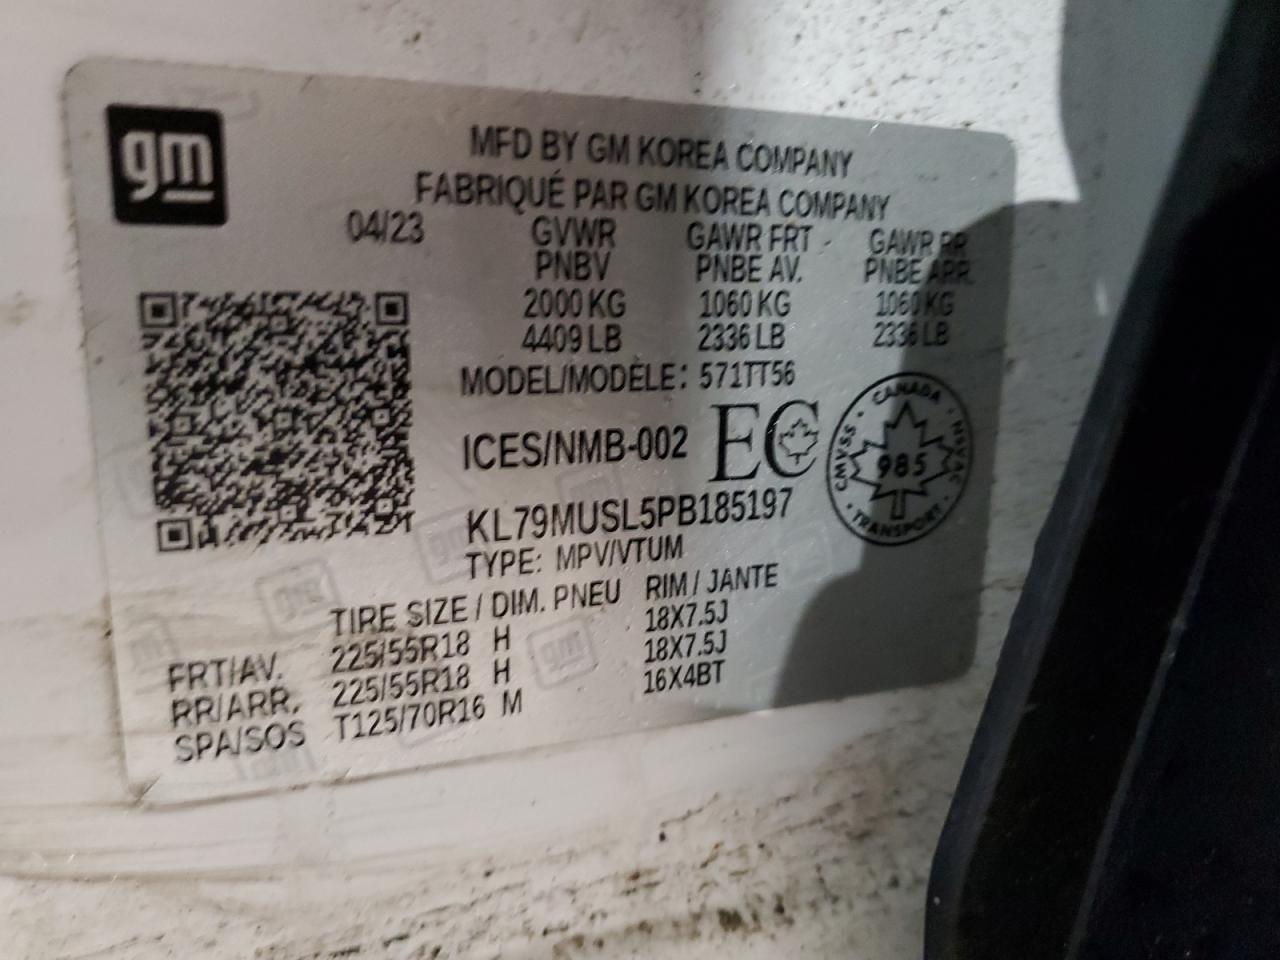 gm
MFD BY GM KOREA COMPANY
FABRIQUÉ PAR GM KOREA COMPANY
04/23 GVWR GAWR FRT GAWR RR
PNBV PNBE AV. PNBE ARR.
2000 KG 1060 KG 1060 KG
4409 LB 2336 LB 2336 LB
MODEL/MODÈLE: 571TT56
ICES/NMB-002 EC
CANADA · NSVAC · TRANSPORT · CMVSS ·
985
KL79MUSL5PB185197
TYPE: MPV/VTUM
TIRE SIZE / DIM. PNEU RIM / JANTE
FRT/AV. 225/55R18 H 18X7.5J
RR/ARR. 225/55R18 H 18X7.5J
SPA/SOS T125/70R16 M 16X4BT